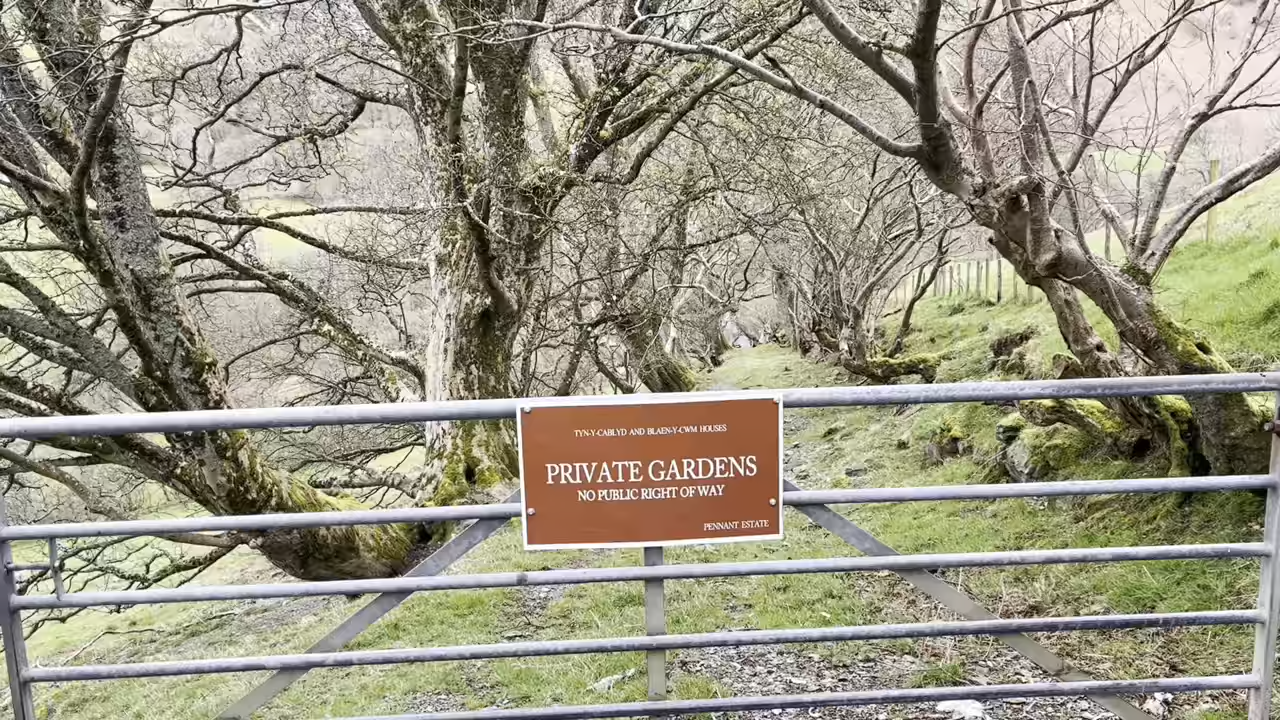 TYN-Y-CABLYD AND BLAEN-Y-CWM HOUSES
PRIVATE GARDENS
NO PUBLIC RIGHT OF WAY
PENNANT ESTATE